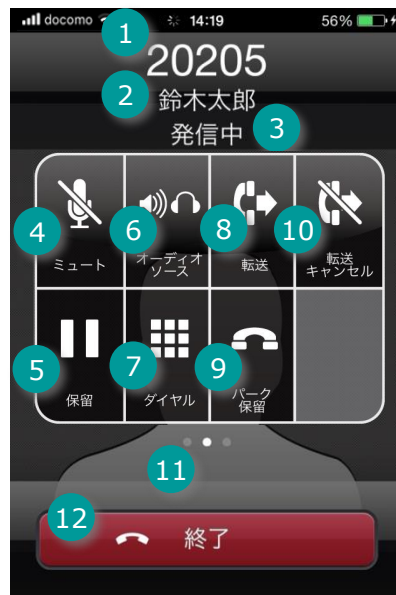 docomo 14:19 56%
1
20205
2 鈴木太郎
発信中 3
4 6 8 10
ミュート オーディオ 転送 転送
ソース キャンセル
5 7 9
保留 ダイヤル パーク
保留
11
12 終了